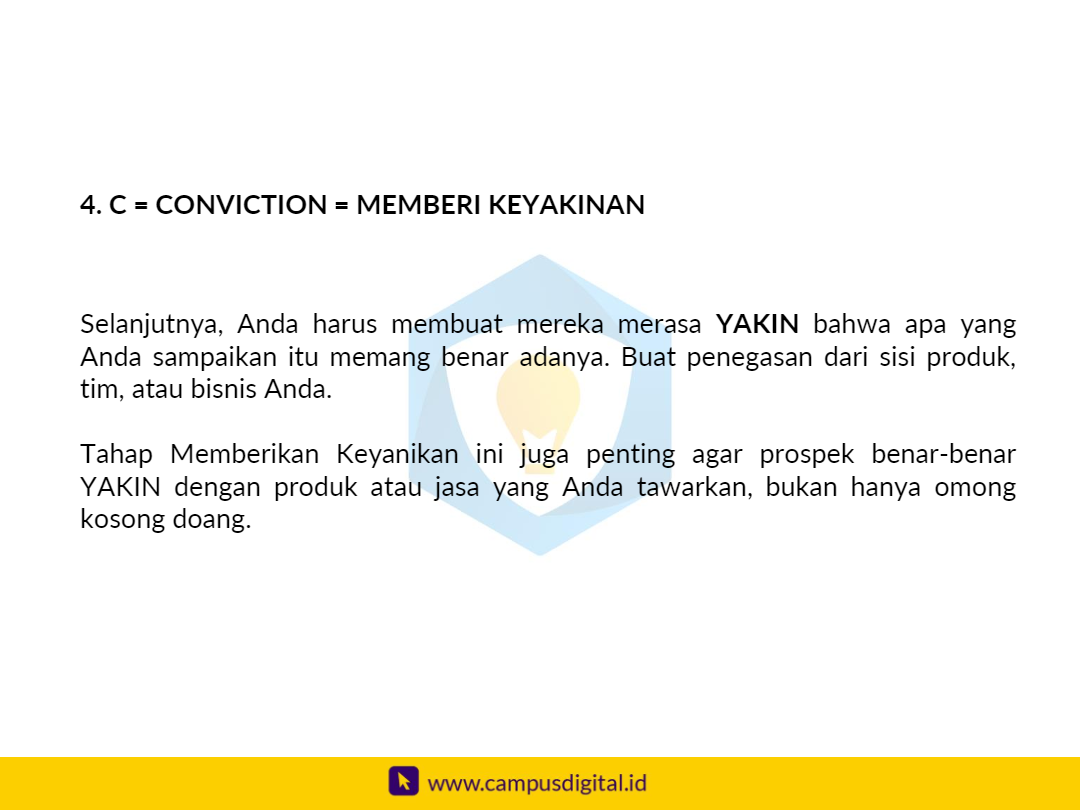 4. C = CONVICTION = MEMBERI KEYAKINAN
Selanjutnya, Anda harus membuat mereka merasa YAKIN bahwa apa yang
Anda sampaikan itu memang benar adanya. Buat penegasan dari sisi produk,
tim, atau bisnis Anda.
Tahap Memberikan Keyanikan ini juga penting agar prospek benar-benar
YAKIN dengan produk atau jasa yang Anda tawarkan, bukan hanya omong
kosong doang.
www.campusdigital.id